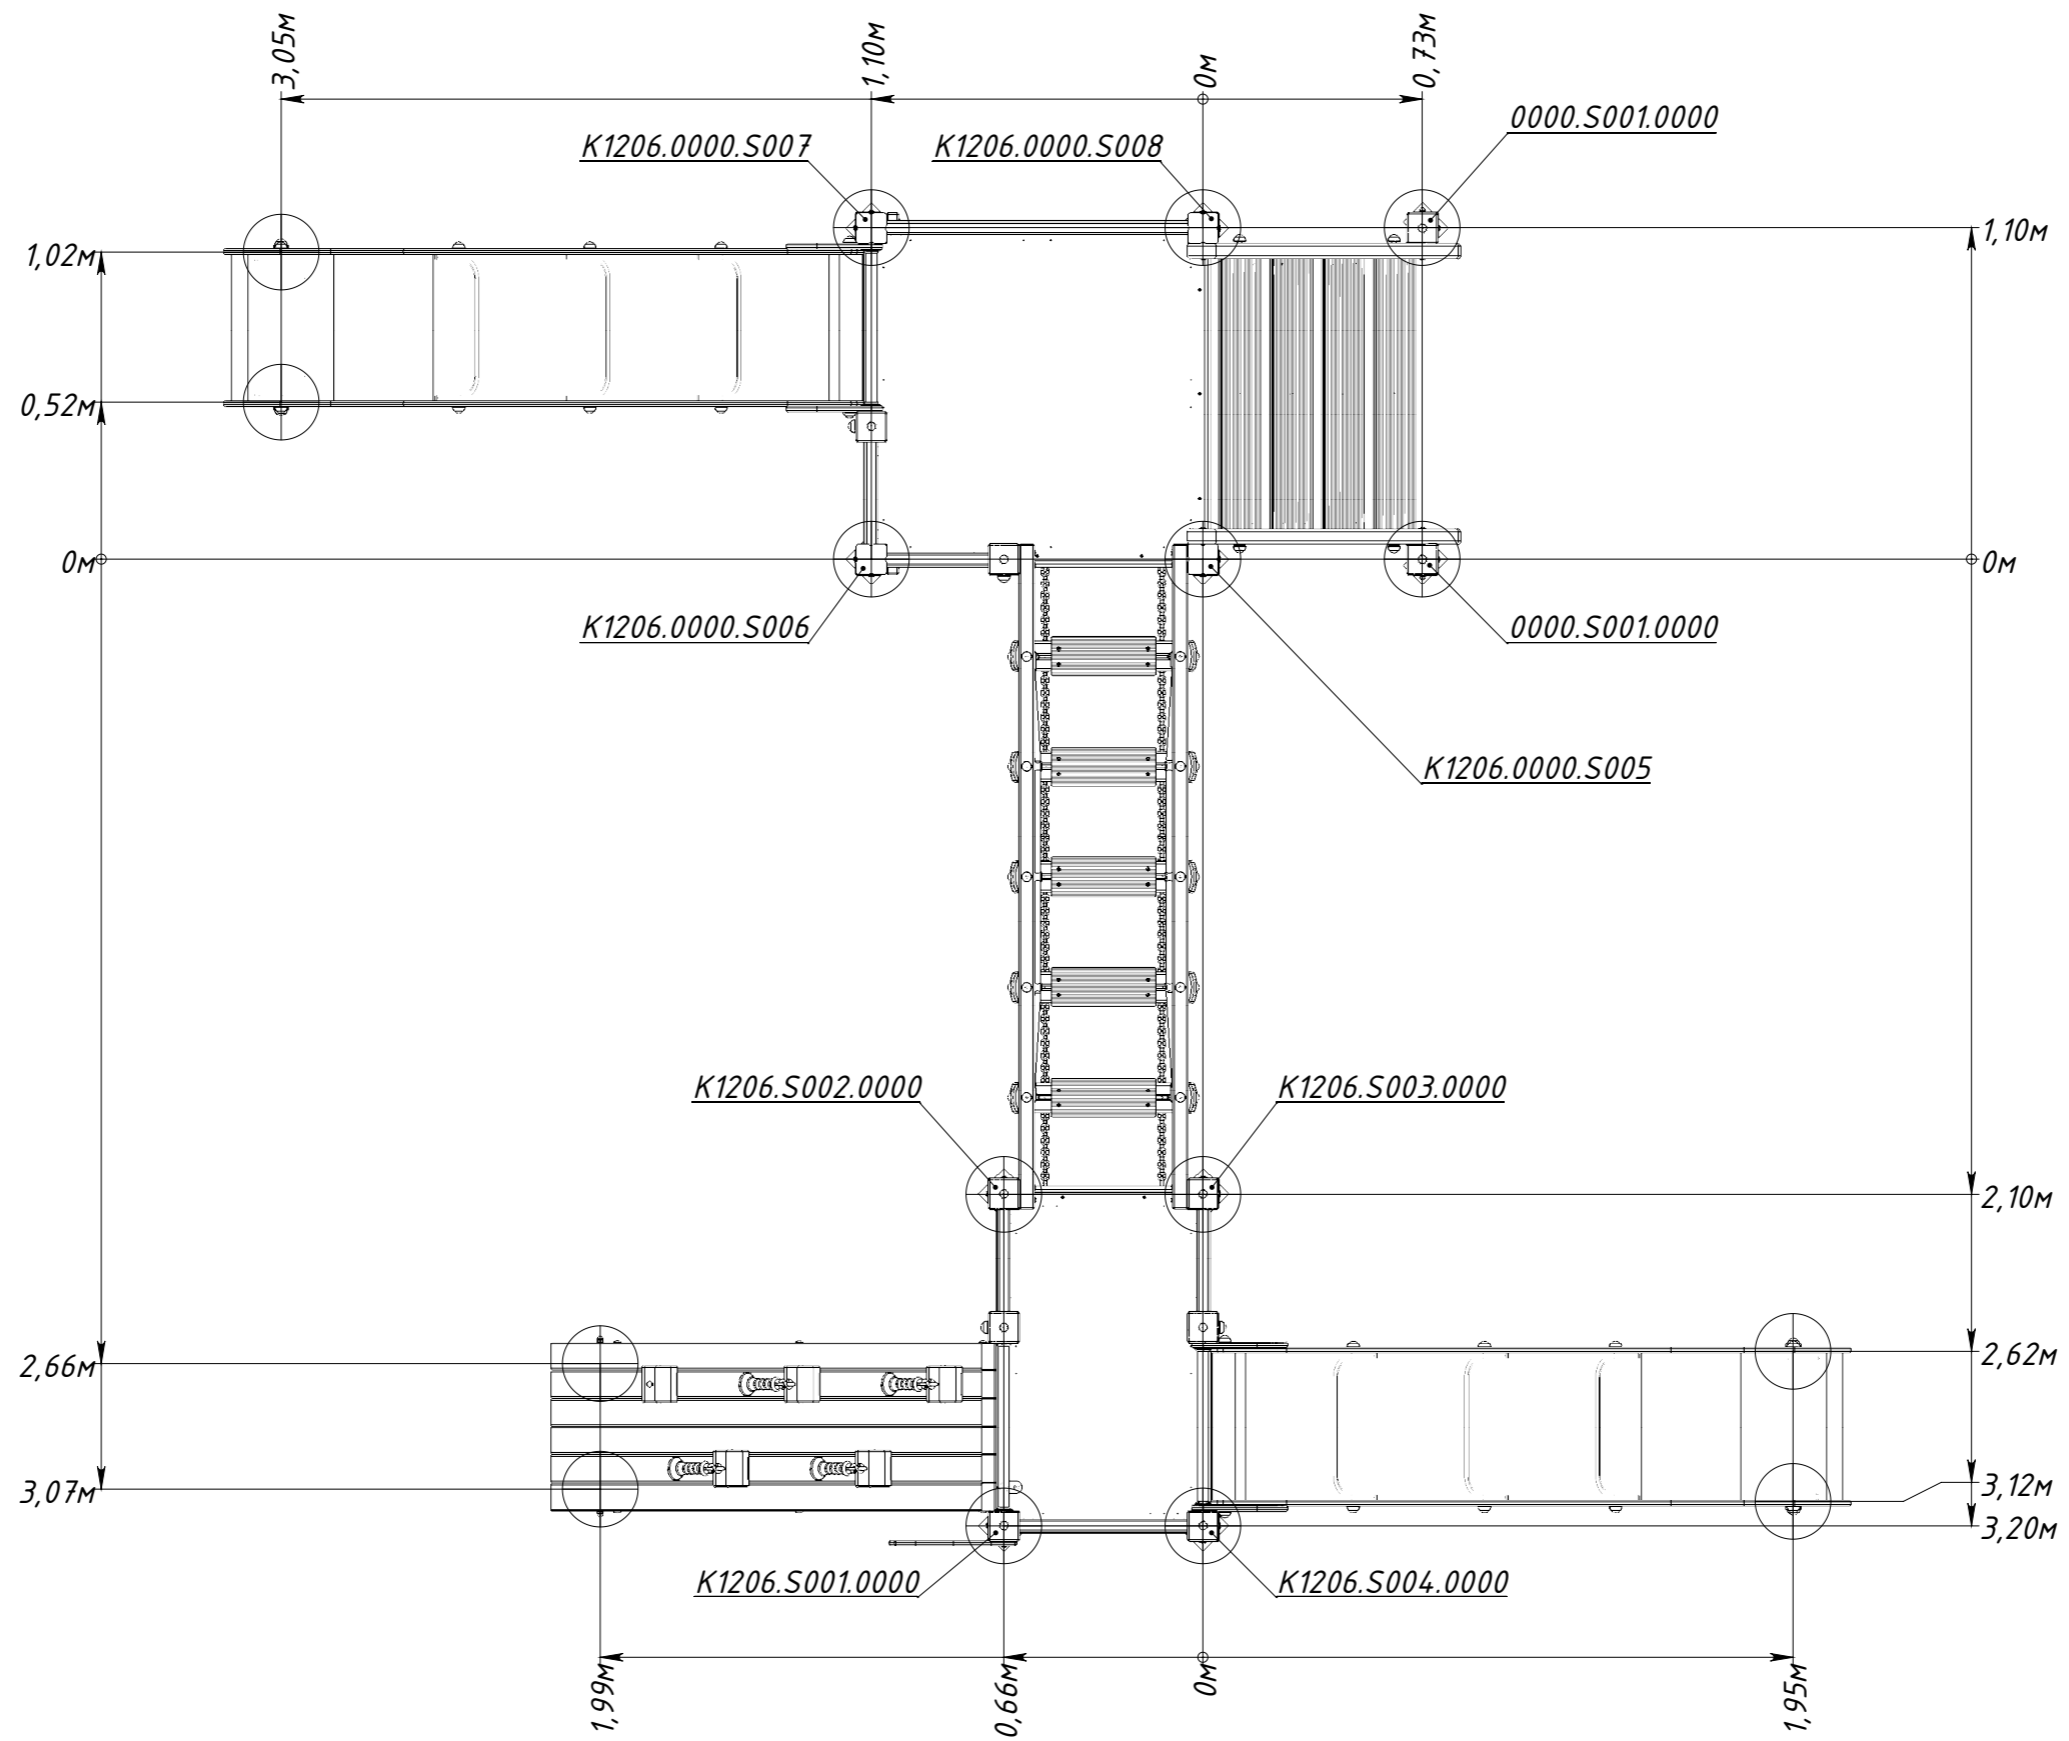 3,05м
1,10м
0м
0,73м
0000.S001.0000
K1206.0000.S007
K1206.0000.S008
1,10м
1,02м
0,52м
0м
0м
K1206.0000.S006
0000.S001.0000
K1206.0000.S005
K1206.S002.0000
K1206.S003.0000
2,10м
2,66м
2,62м
3,07м
3,12м
3,20м
K1206.S001.0000
K1206.S004.0000
1,99м
0,66м
0м
1,95м